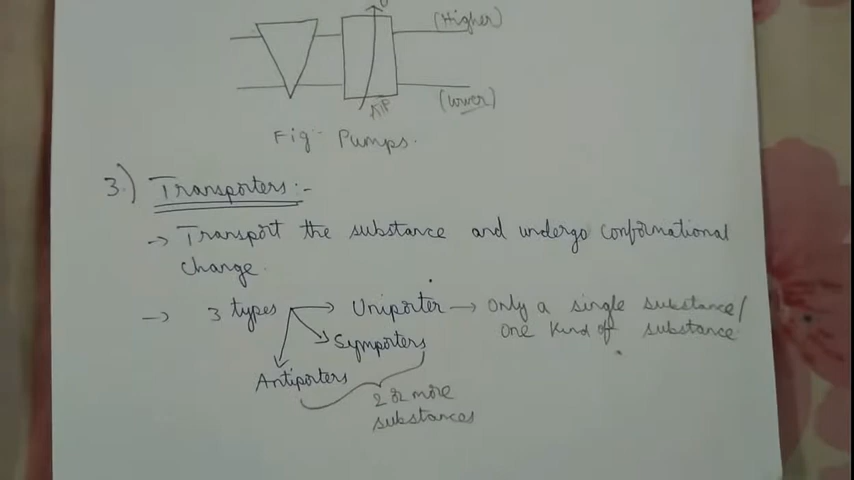 (Higher)
(lower)
ATP
Fig:- Pumps.
3.) Transporters:-
→ Transport the substance and undergo conformational
change.
→ 3 types → Uniporter → Only a single substance/
one kind of substance
Symporters
Antiporters
2 or more
substances